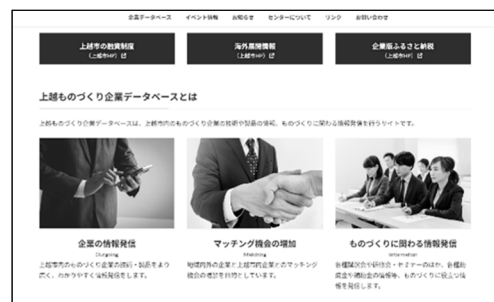 企業データベース イベント情報 お知らせ センターについて リンク お問い合わせ
上越市の融資制度
(上越市HP)
海外展開情報
(上越市HP)
企業版ふるさと納税
(上越市HP)
上越ものづくり企業データベースとは
上越ものづくり企業データベースは、上越市内のものづくり企業の技術や製品の情報、ものづくりに関わる情報発信を行うサイトです。
企業の情報発信
上越市内のものづくり企業の技術・製品をより
広く、わかりやすく情報発信をします。
マッチング機会の増加
Matching
地域内外の企業と上越市内企業とのマッチング
機会の増加を目的としています。
ものづくりに関わる情報発信
Information
各種講習会や研修会・セミナーのほか、各種助
成金や補助金の情報等、ものづくりに役立つ情
報を発信します。